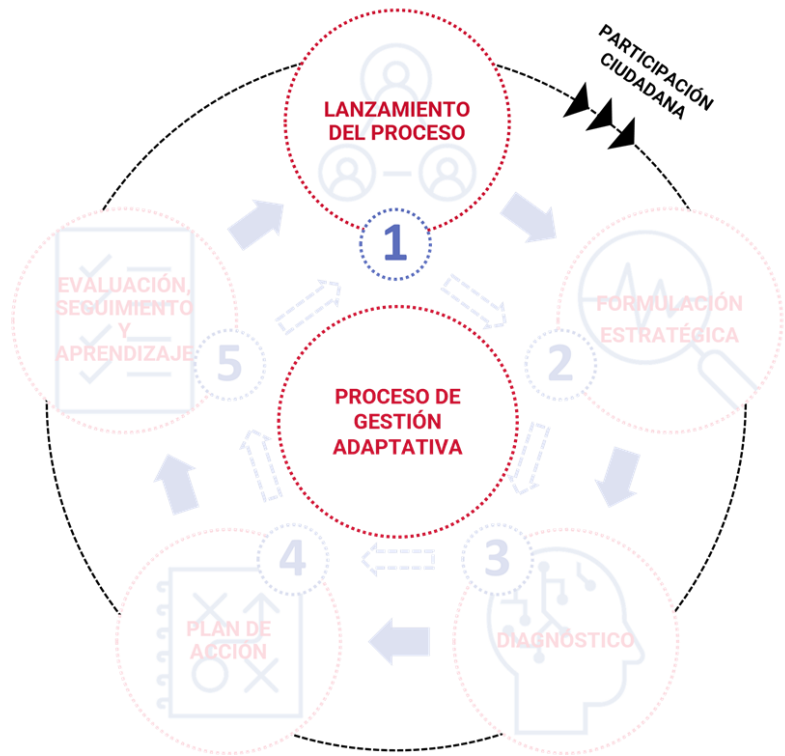 PARTICIPACIÓN
CIUDADANA
LANZAMIENTO
DEL PROCESO
1
FORMULACIÓN
ESTRATÉGICA
2
DIAGNÓSTICO
3
PLAN DE
ACCIÓN
4
EVALUACIÓN,
SEGUIMIENTO
Y
APRENDIZAJE
5
PROCESO DE
GESTIÓN
ADAPTATIVA